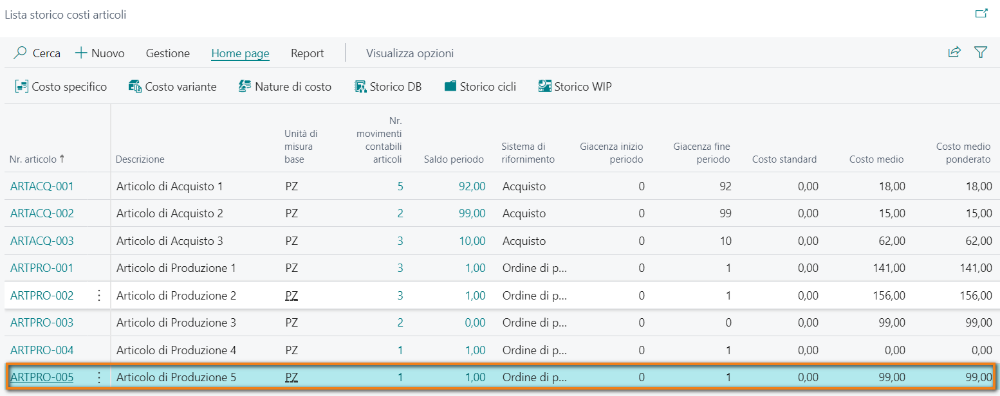 Lista storico costi articoli
Cerca Nuovo Gestione Home page Report Visualizza opzioni
Costo specifico Costo variante Nature di costo Storico DB Storico cicli Storico WIP
Nr. articolo ↑ Descrizione Unità di misura base Nr. movimenti contabili articoli Saldo periodo Sistema di rifornimento Giacenza inizio periodo Giacenza fine periodo Costo standard Costo medio Costo medio ponderato
ARTACQ-001 Articolo di Acquisto 1 PZ 5 92,00 Acquisto 0 92 0,00 18,00 18,00
ARTACQ-002 Articolo di Acquisto 2 PZ 2 99,00 Acquisto 0 99 0,00 15,00 15,00
ARTACQ-003 Articolo di Acquisto 3 PZ 3 10,00 Acquisto 0 10 0,00 62,00 62,00
ARTPRO-001 Articolo di Produzione 1 PZ 3 1,00 Ordine di p... 0 1 0,00 141,00 141,00
ARTPRO-002 Articolo di Produzione 2 PZ 3 1,00 Ordine di p... 0 1 0,00 156,00 156,00
ARTPRO-003 Articolo di Produzione 3 PZ 2 0,00 Ordine di p... 0 0 0,00 99,00 99,00
ARTPRO-004 Articolo di Produzione 4 PZ 1 1,00 Ordine di p... 0 1 0,00 0,00 0,00
ARTPRO-005 Articolo di Produzione 5 PZ 1 1,00 Ordine di p... 0 1 0,00 99,00 99,00